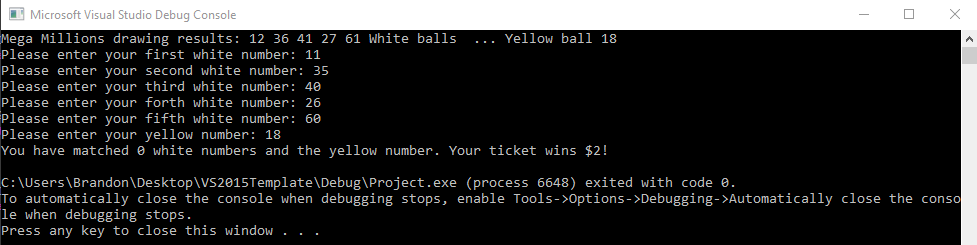 Microsoft Visual Studio Debug Console
Mega Millions drawing results: 12 36 41 27 61 White balls  ... Yellow ball 18
Please enter your first white number: 11
Please enter your second white number: 35
Please enter your third white number: 40
Please enter your forth white number: 26
Please enter your fifth white number: 60
Please enter your yellow number: 18
You have matched 0 white numbers and the yellow number. Your ticket wins $2!
C:\Users\Brandon\Desktop\VS2015Template\Debug\Project.exe (process 6648) exited with code 0.
To automatically close the console when debugging stops, enable Tools->Options->Debugging->Automatically close the conso
le when debugging stops.
Press any key to close this window . . .